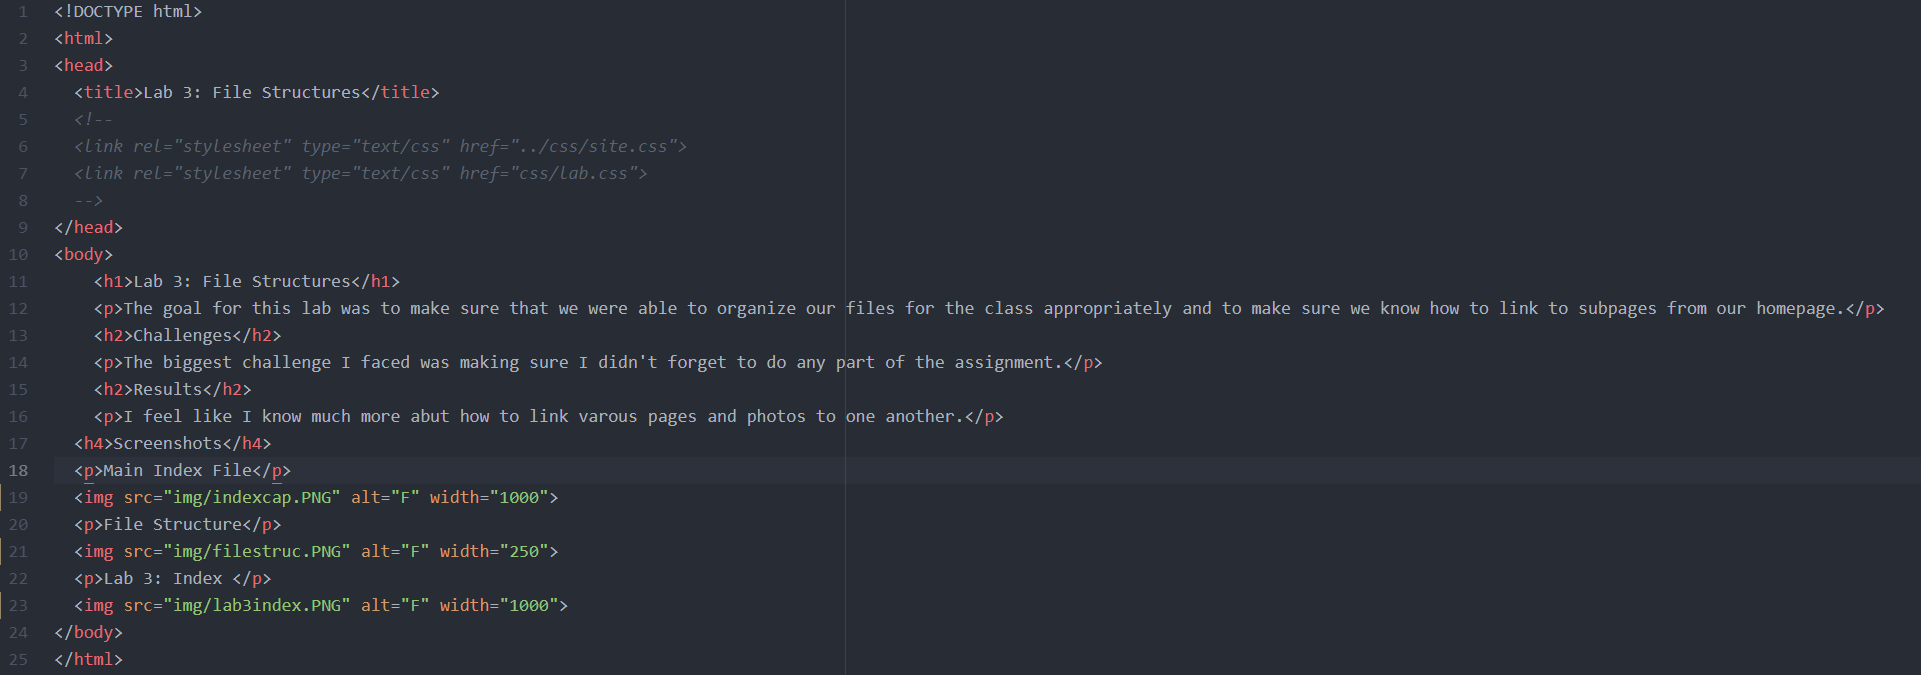 1 <!DOCTYPE html>
2 <html>
3 <head>
4 <title>Lab 3: File Structures</title>
5 <!--
6 <link rel="stylesheet" type="text/css" href="../css/site.css">
7 <link rel="stylesheet" type="text/css" href="css/lab.css">
8 -->
9 </head>
10 <body>
11 <h1>Lab 3: File Structures</h1>
12 <p>The goal for this lab was to make sure that we were able to organize our files for the class appropriately and to make sure we know how to link to subpages from our homepage.</p>
13 <h2>Challenges</h2>
14 <p>The biggest challenge I faced was making sure I didn't forget to do any part of the assignment.</p>
15 <h2>Results</h2>
16 <p>I feel like I know much more abut how to link varous pages and photos to one another.</p>
17 <h4>Screenshots</h4>
18 <p>Main Index File</p>
19 <img src="img/indexcap.PNG" alt="F" width="1000">
20 <p>File Structure</p>
21 <img src="img/filestruc.PNG" alt="F" width="250">
22 <p>Lab 3: Index </p>
23 <img src="img/lab3index.PNG" alt="F" width="1000">
24 </body>
25 </html>